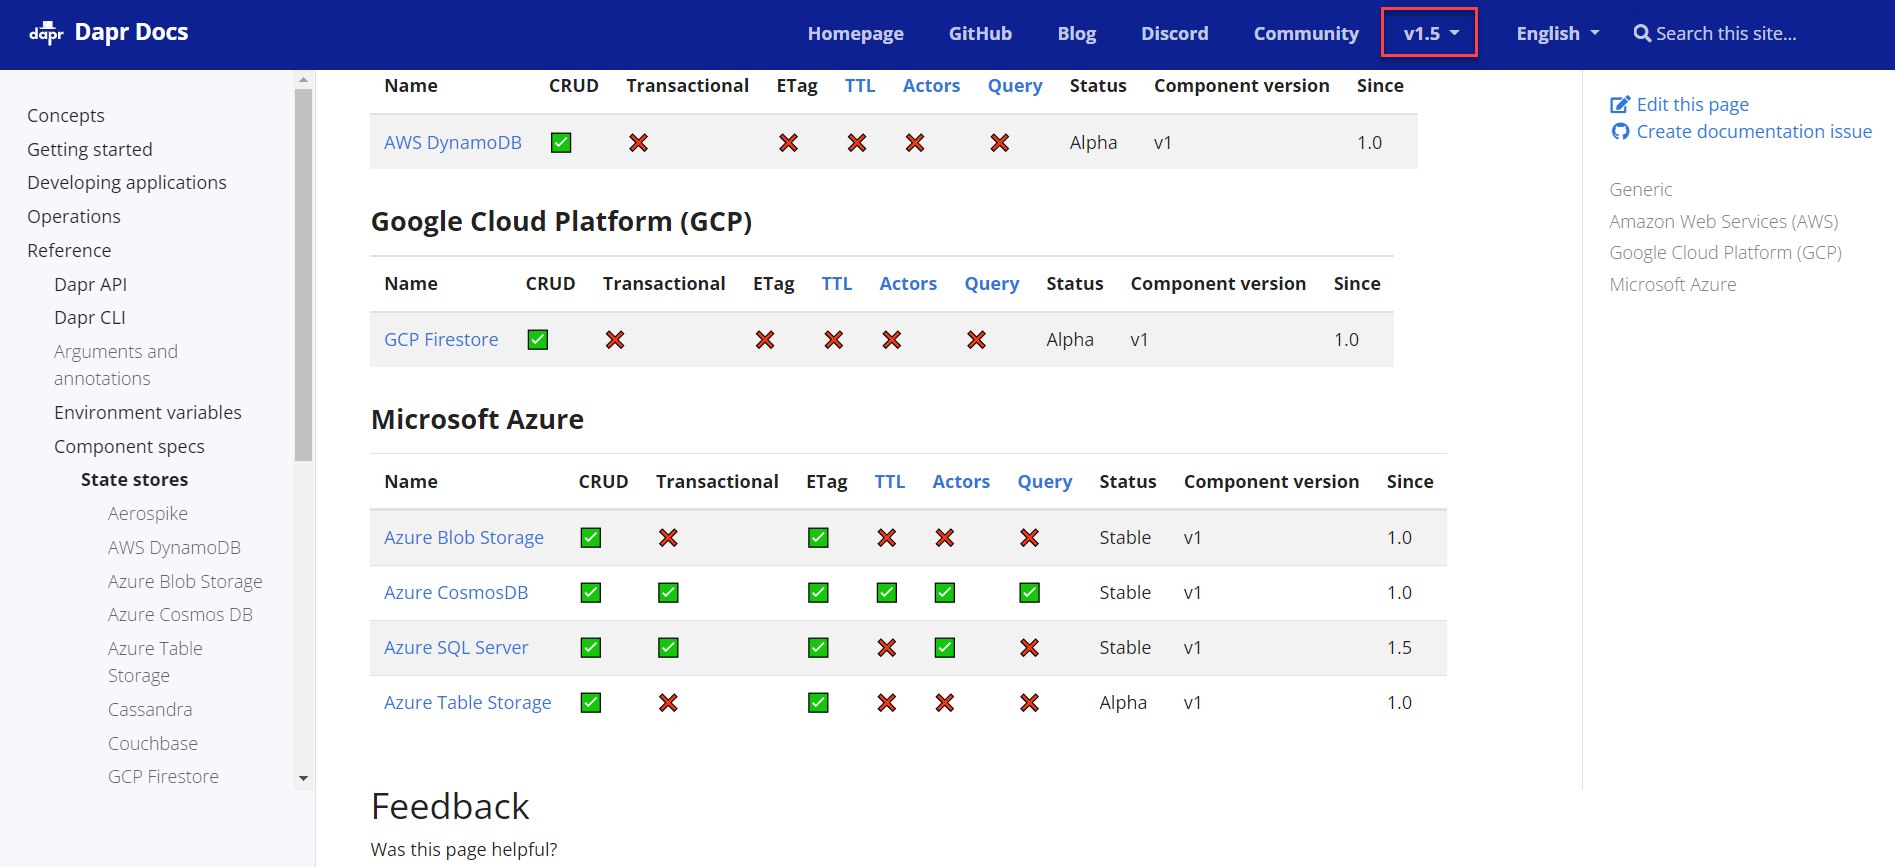 dapr Dapr Docs Homepage GitHub Blog Discord Community v1.5 English Search this site...
Concepts
Getting started
Developing applications
Operations
Reference
Dapr API
Dapr CLI
Arguments and
annotations
Environment variables
Component specs
State stores
Aerospike
AWS DynamoDB
Azure Blob Storage
Azure Cosmos DB
Azure Table
Storage
Cassandra
Couchbase
GCP Firestore
Name CRUD Transactional ETag TTL Actors Query Status Component version Since
AWS DynamoDB ✅ ❌ ❌ ❌ ❌ ❌ Alpha v1 1.0
Google Cloud Platform (GCP)
Name CRUD Transactional ETag TTL Actors Query Status Component version Since
GCP Firestore ✅ ❌ ❌ ❌ ❌ ❌ Alpha v1 1.0
Microsoft Azure
Name CRUD Transactional ETag TTL Actors Query Status Component version Since
Azure Blob Storage ✅ ❌ ✅ ❌ ❌ ❌ Stable v1 1.0
Azure CosmosDB ✅ ✅ ✅ ✅ ✅ ✅ Stable v1 1.0
Azure SQL Server ✅ ✅ ✅ ❌ ✅ ❌ Stable v1 1.5
Azure Table Storage ✅ ❌ ✅ ❌ ❌ ❌ Alpha v1 1.0
Feedback
Was this page helpful?
Edit this page
Create documentation issue
Generic
Amazon Web Services (AWS)
Google Cloud Platform (GCP)
Microsoft Azure